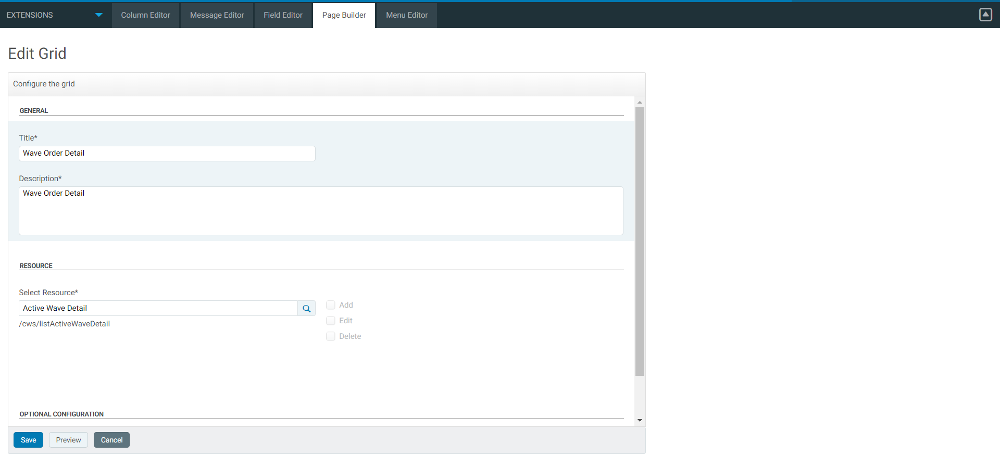 EXTENSIONS
Column Editor
Message Editor
Field Editor
Page Builder
Menu Editor
Edit Grid
Configure the grid
GENERAL
Title*
Wave Order Detail
Description*
Wave Order Detail
RESOURCE
Select Resource*
Active Wave Detail
/cws/listActiveWaveDetail
Add
Edit
Delete
OPTIONAL CONFIGURATION
Save
Preview
Cancel